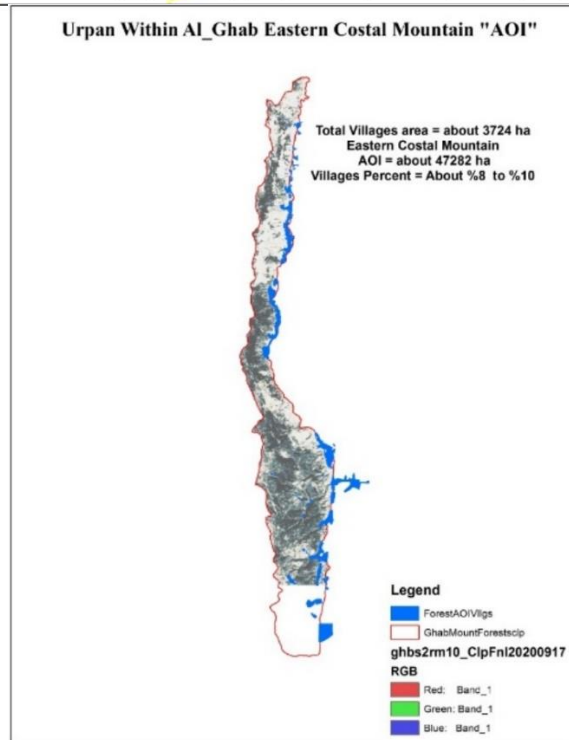 Urpan Within Al_Ghab Eastern Costal Mountain "AOI"
Total Villages area = about 3724 ha
Eastern Costal Mountain
AOI = about 47282 ha
Villages Percent = About %8 to %10
Legend
ForestAOIVllgs
GhabMountForestsclp
ghbs2rm10_ClpFnl20200917
RGB
Red: Band_1
Green: Band_1
Blue: Band_1